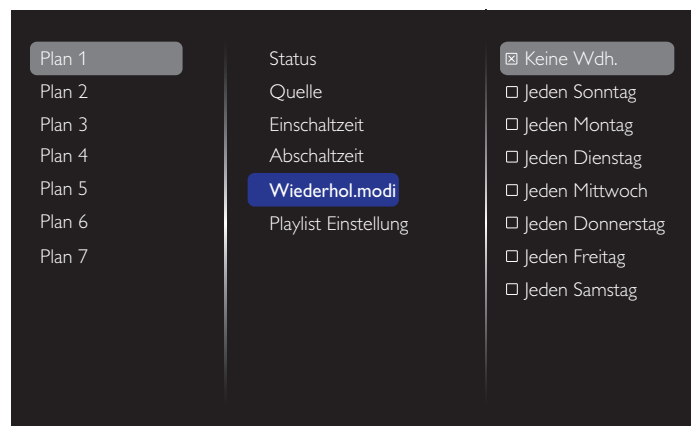 Plan 1
Plan 2
Plan 3
Plan 4
Plan 5
Plan 6
Plan 7
Status
Quelle
Einschaltzeit
Abschaltzeit
Wiederhol.modi
Playlist Einstellung
Keine Wdh.
Jeden Sonntag
Jeden Montag
Jeden Dienstag
Jeden Mittwoch
Jeden Donnerstag
Jeden Freitag
Jeden Samstag